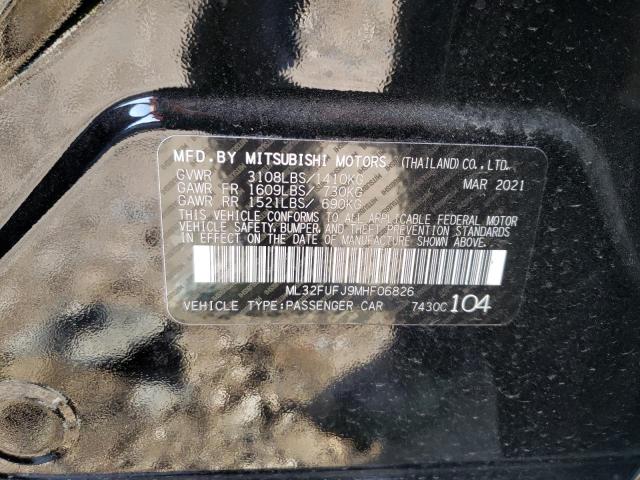 MFD. BY MITSUBISHI MOTORS (THAILAND) CO., LTD.
GVWR 3108LBS/1410KG MAR 2021
GAWR FR 1609LBS/ 730KG
GAWR RR 1521LBS/ 690KG
THIS VEHICLE CONFORMS TO ALL APPLICABLE FEDERAL MOTOR
VEHICLE SAFETY, BUMPER, AND THEFT PREVENTION STANDARDS
IN EFFECT ON THE DATE OF MANUFACTURE SHOWN ABOVE.
ML32FUFJ9MHF06826
VEHICLE TYPE:PASSENGER CAR 7430C 104